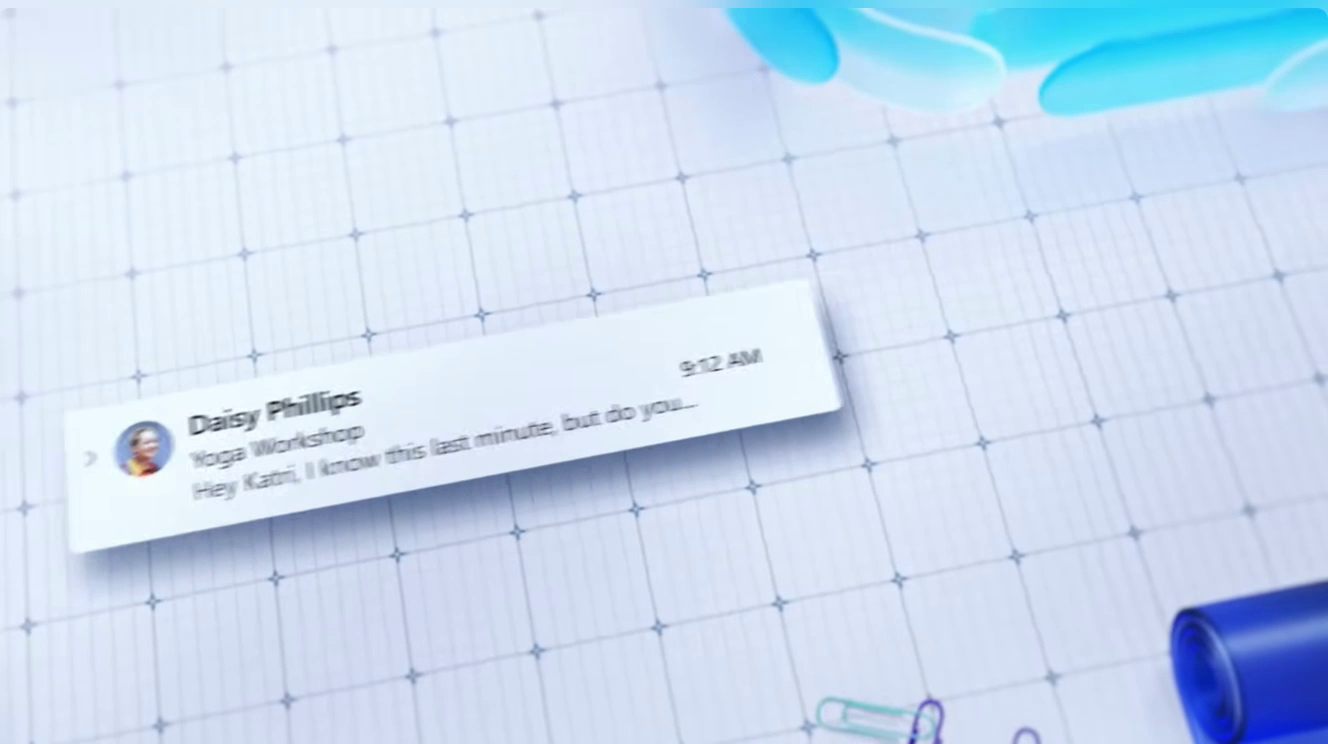 Daisy Phillips
9:12 AM
Yoga Workshop
Hey Katri, I know this last minute, but do you...